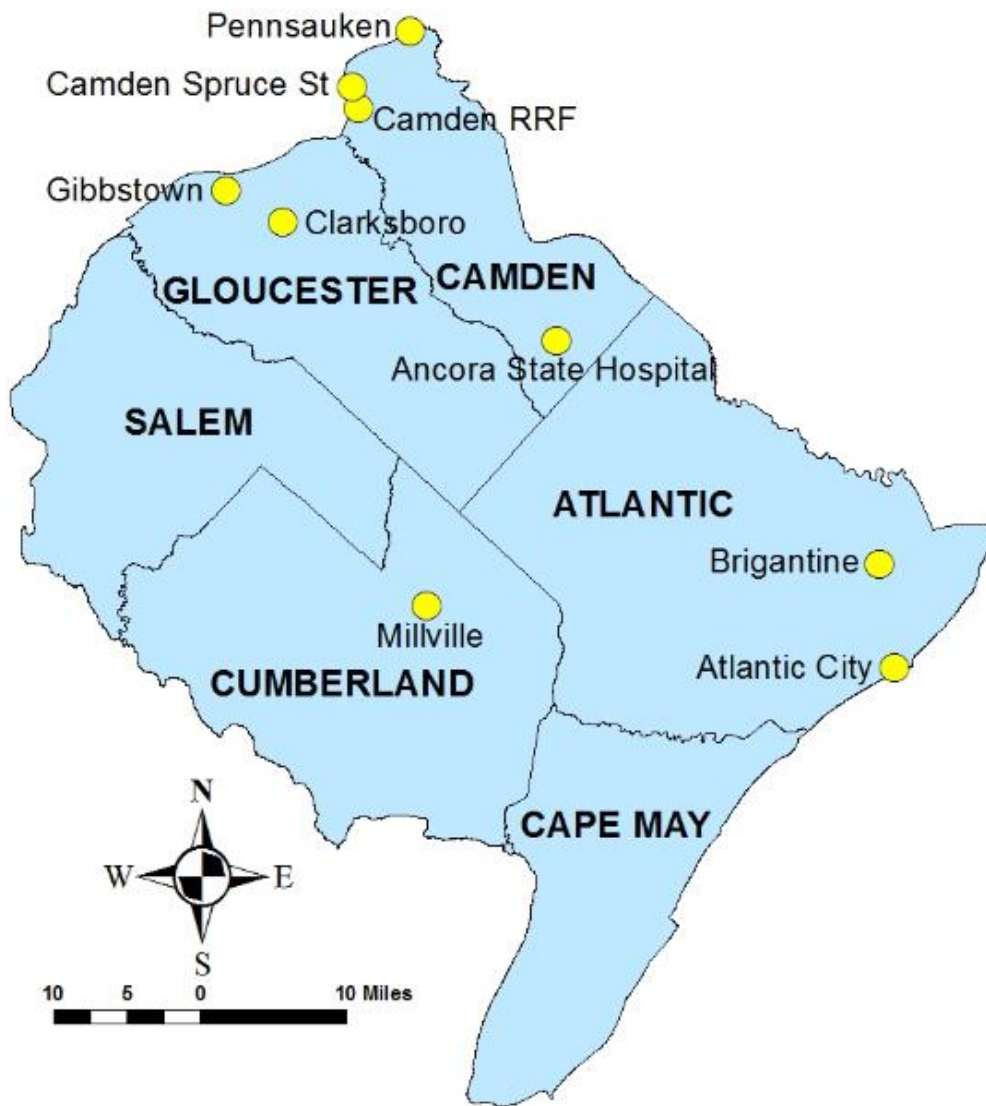 Pennsauken
Camden Spruce St
Camden RRF
Gibbstown
Clarksboro
CAMDEN
GLOUCESTER
Ancora State Hospital
SALEM
ATLANTIC
Brigantine
Millville
Atlantic City
CUMBERLAND
N
CAPE MAY
W
E
S
10 5 0 10 Miles